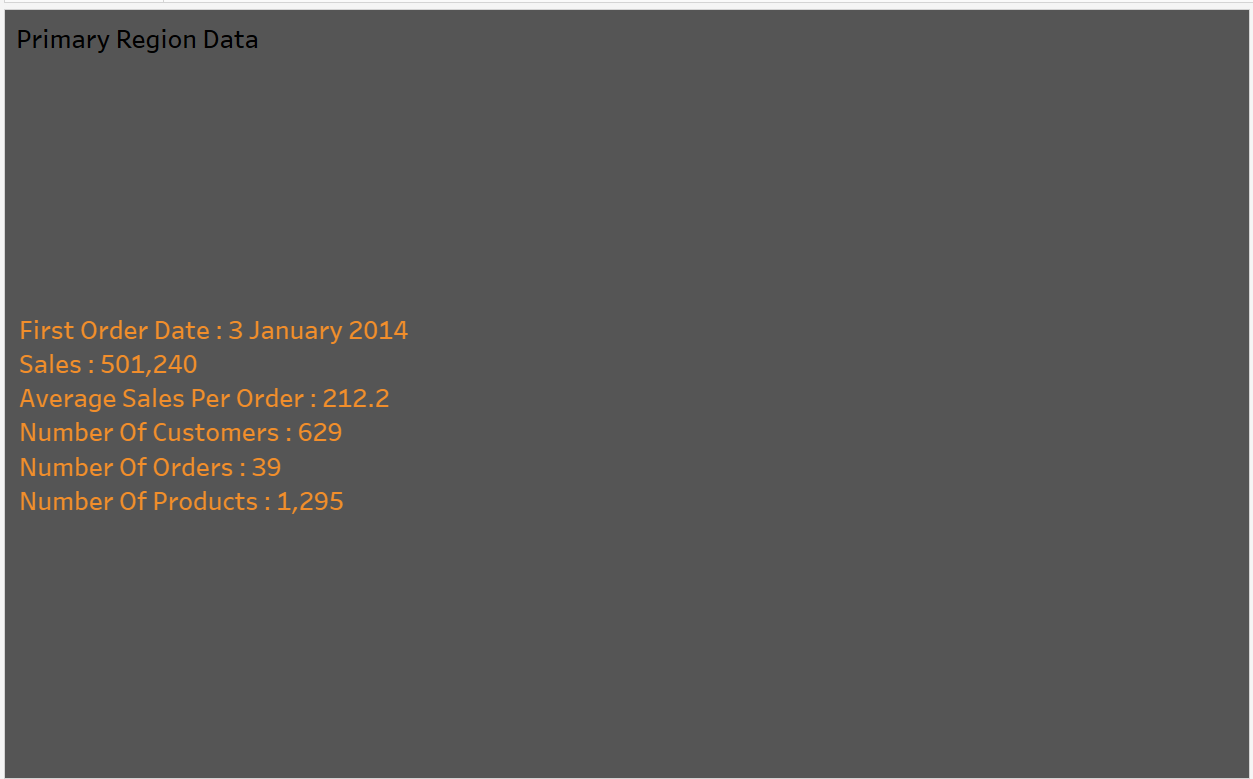 Primary Region Data
First Order Date : 3 January 2014
Sales : 501,240
Average Sales Per Order : 212.2
Number Of Customers : 629
Number Of Orders : 39
Number Of Products : 1,295